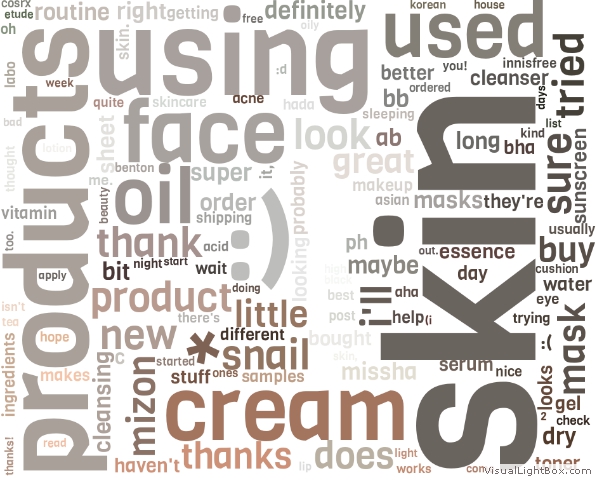 cosrx
etude
oh
routine
right
getting
free
definitely
oily
korean
house
used
products
using
skin.
:d
labo
week
quite
skincare
acne
hada
better
you!
innisfree
cleanser
ordered
bb
days
tried
bad
sheet
face
sleeping
look
ab
long
kind
bha
list
sure
sunscreen
thought
lotion
me.
benton
super
it,
great
makeup
asian
masks
they're
skin
vitamin
beauty
oil
order
shipping
:)
looking
probably
too.
thank
acid
ph
out.
essence
usually
buy
apply
bit
night
start
wait
maybe
day
cushion
water
doing
product
high
black
best
i'll
aha
eye
isn't
tea
there's
little
post
help
(i
trying
hope
new
different
bought
:(
mask
ingredients
cleansing
c
*
snail
skin,
makes
started
stuff
ones
samples
missha
serum
nice
looks
mizon
cream
2
gel
check
read
dry
thanks!
haven't
thanks
lip
does
light
works
con
toner
VisualLightBox.com